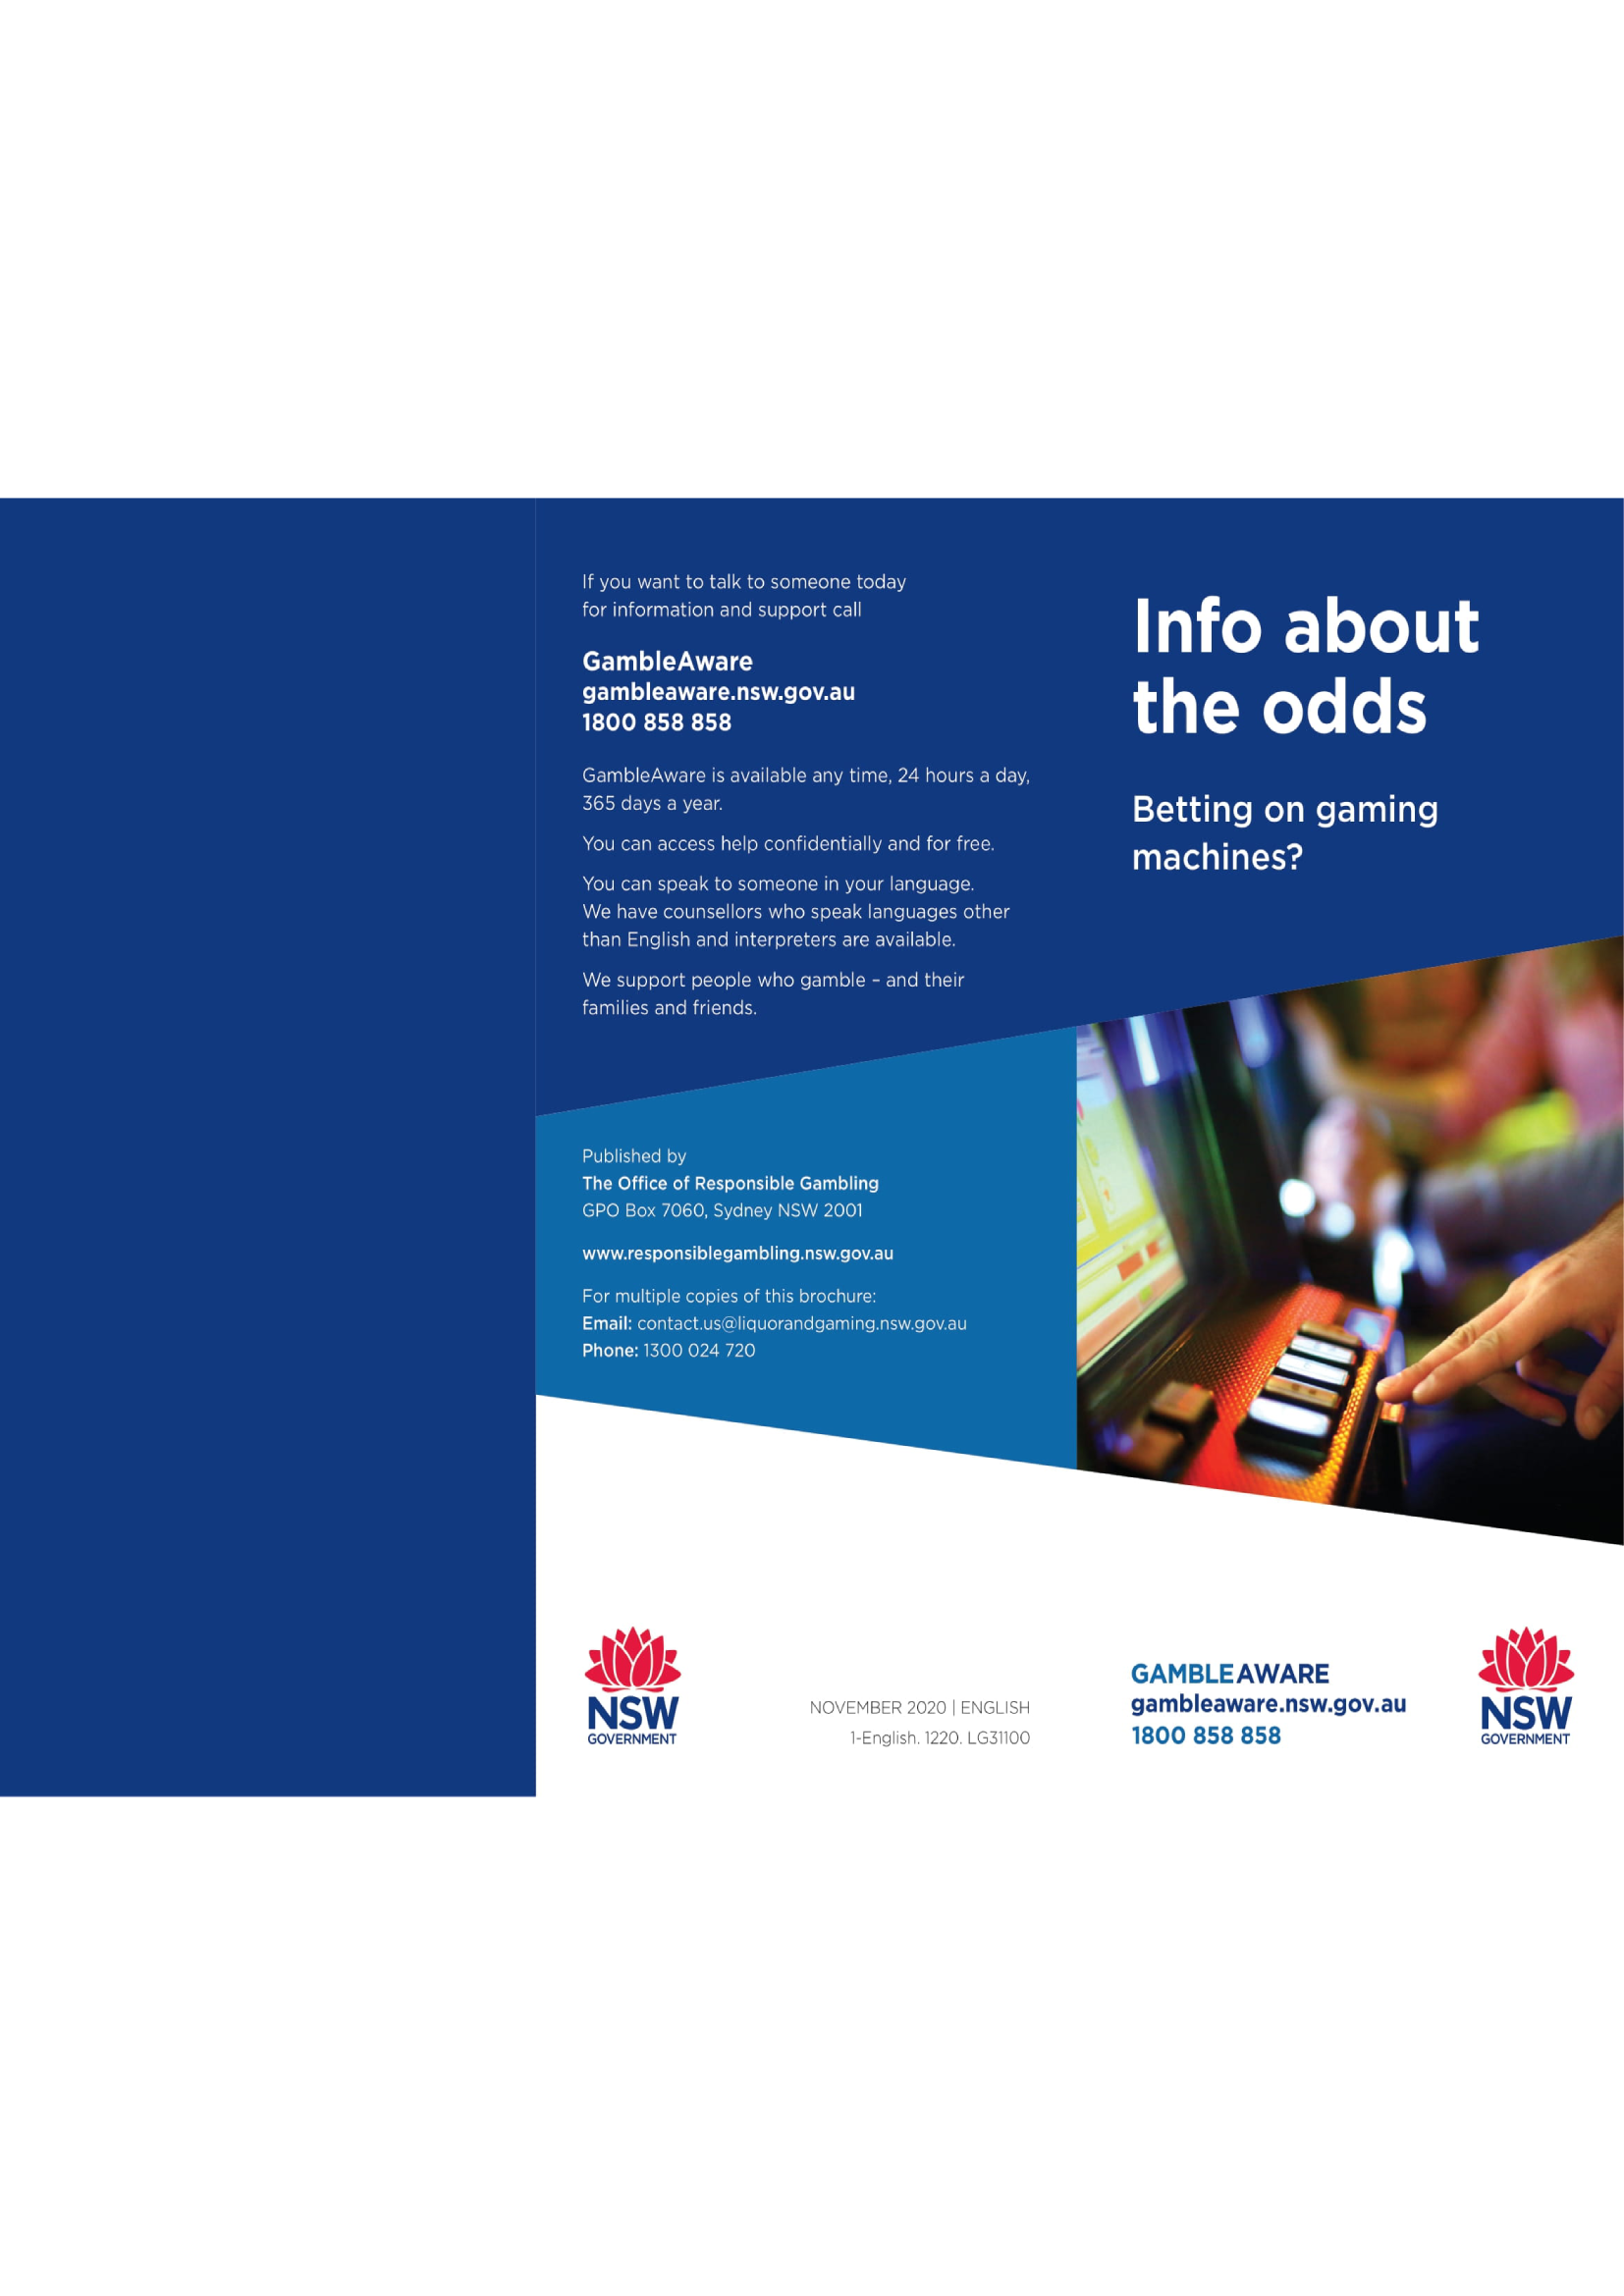 If you want to talk to someone today
for information and support call
GambleAware
gambleaware.nsw.gov.au
1800 858 858
GambleAware is available any time, 24 hours a day,
365 days a year.
You can access help confidentially and for free.
You can speak to someone in your language.
We have counsellors who speak languages other
than English and interpreters are available.
We support people who gamble – and their
families and friends.
Published by
The Office of Responsible Gambling
GPO Box 7060, Sydney NSW 2001
www.responsiblegambling.nsw.gov.au
For multiple copies of this brochure:
Email: contact.us@liquorandgaming.nsw.gov.au
Phone: 1300 024 720
NSW
GOVERNMENT
NOVEMBER 2020 | ENGLISH
1-English. 1220. LG31100
Info about
the odds
Betting on gaming
machines?
GAMBLEAWARE
gambleaware.nsw.gov.au
1800 858 858
NSW
GOVERNMENT